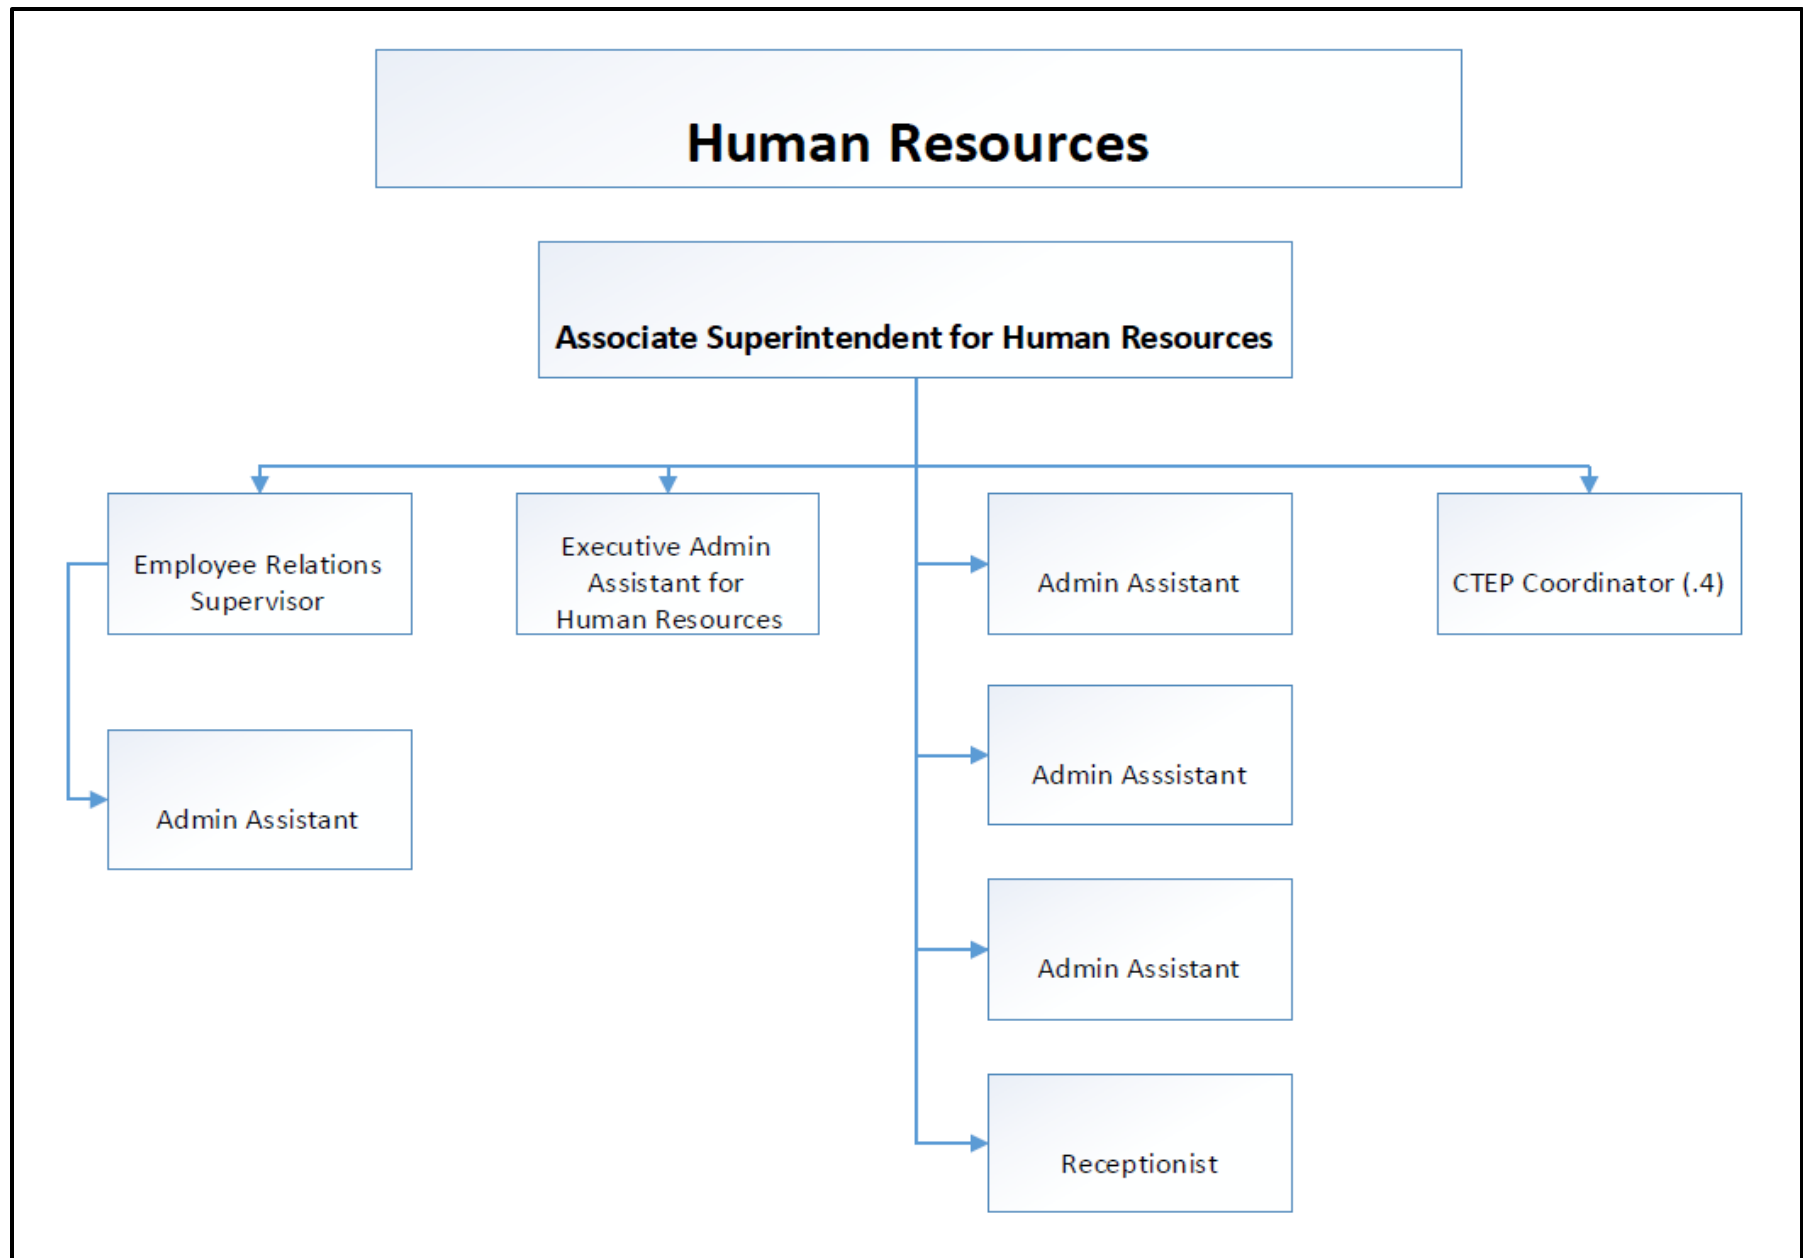 Human Resources
Associate Superintendent for Human Resources
Employee Relations
Supervisor
Executive Admin
Assistant for
Human Resources
Admin Assistant
CTEP Coordinator (.4)
Admin Asssistant
Admin Assistant
Admin Assistant
Receptionist